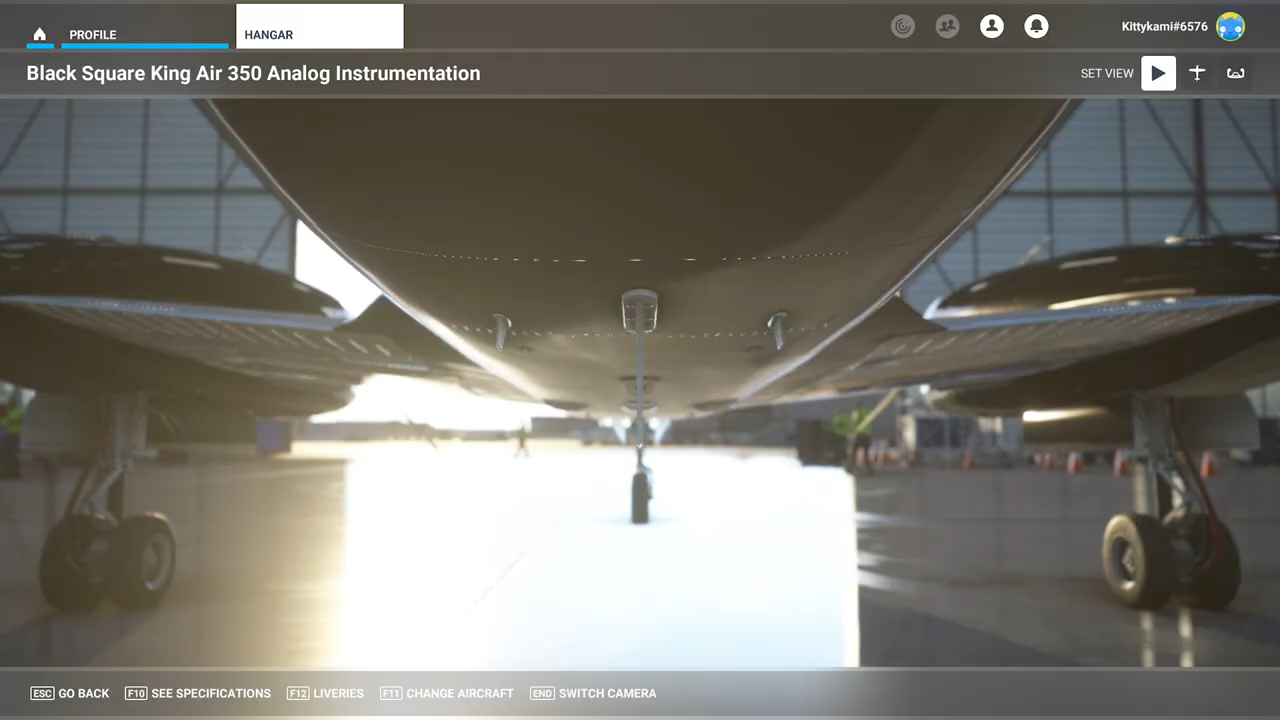 PROFILE
HANGAR
Kittykami#6576
Black Square King Air 350 Analog Instrumentation
SET VIEW
ESC GO BACK F10 SEE SPECIFICATIONS F12 LIVERIES F11 CHANGE AIRCRAFT END SWITCH CAMERA